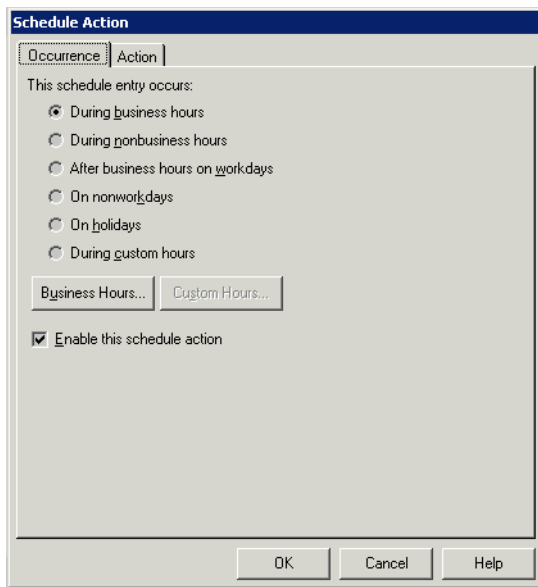 Schedule Action
Occurrence Action
This schedule entry occurs:
During business hours
During nonbusiness hours
After business hours on workdays
On nonworkdays
On holidays
During custom hours
Business Hours... Custom Hours...
Enable this schedule action
OK Cancel Help